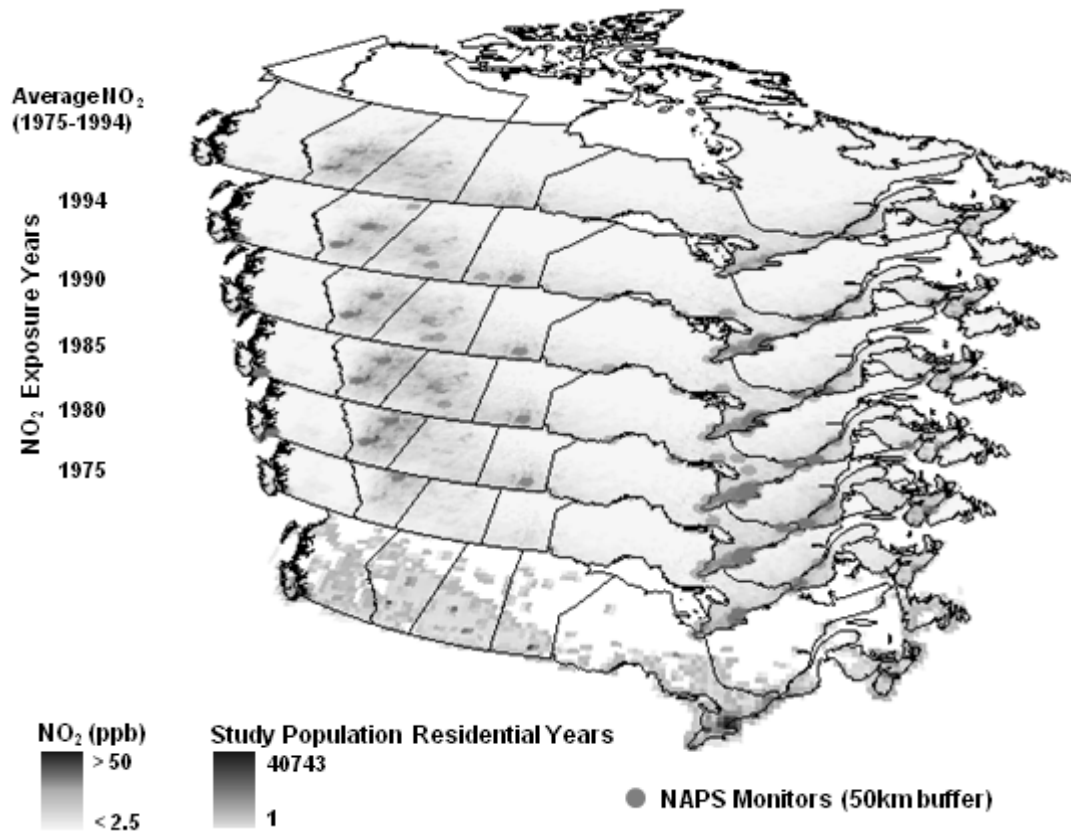 Average NO₂
(1975-1994)
1994
1990
1985
1980
1975
NO₂ Exposure Years
NO₂ (ppb)
> 50
< 2.5
Study Population Residential Years
40743
1
NAPS Monitors (50km buffer)